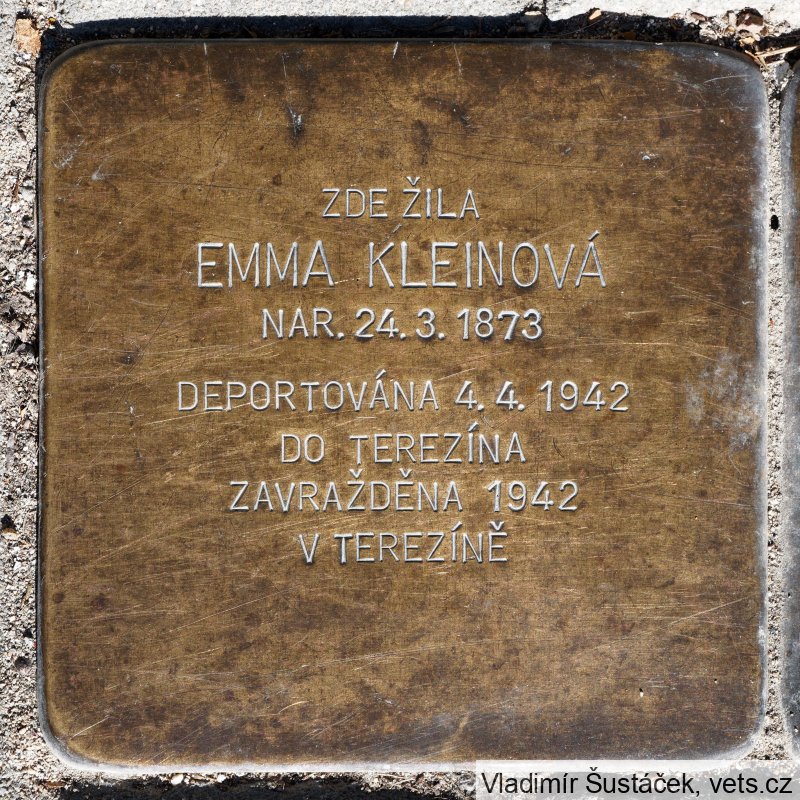 ZDE ŽILA
EMMA KLEINOVÁ
NAR. 24. 3. 1873
DEPORTOVÁNA 4. 4. 1942
DO TEREZÍNA
ZAVRAŽDĚNA 1942
V TEREZÍNĚ
Vladimír Šustáček, vets.cz